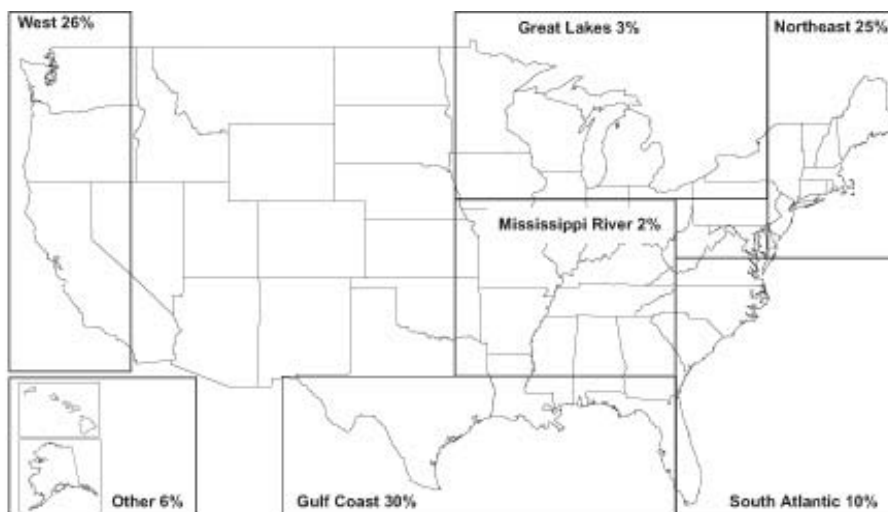 West 26%
Great Lakes 3%
Northeast 25%
Mississippi River 2%
Other 6%
Gulf Coast 30%
South Atlantic 10%